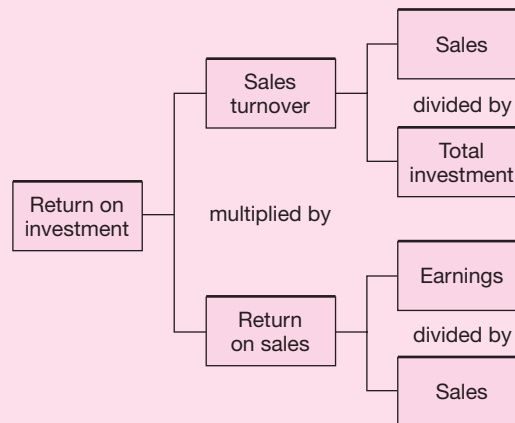 Sales
Sales
turnover
divided by
Total
investment
Return on
investment
multiplied by
Earnings
Return
on sales
divided by
Sales